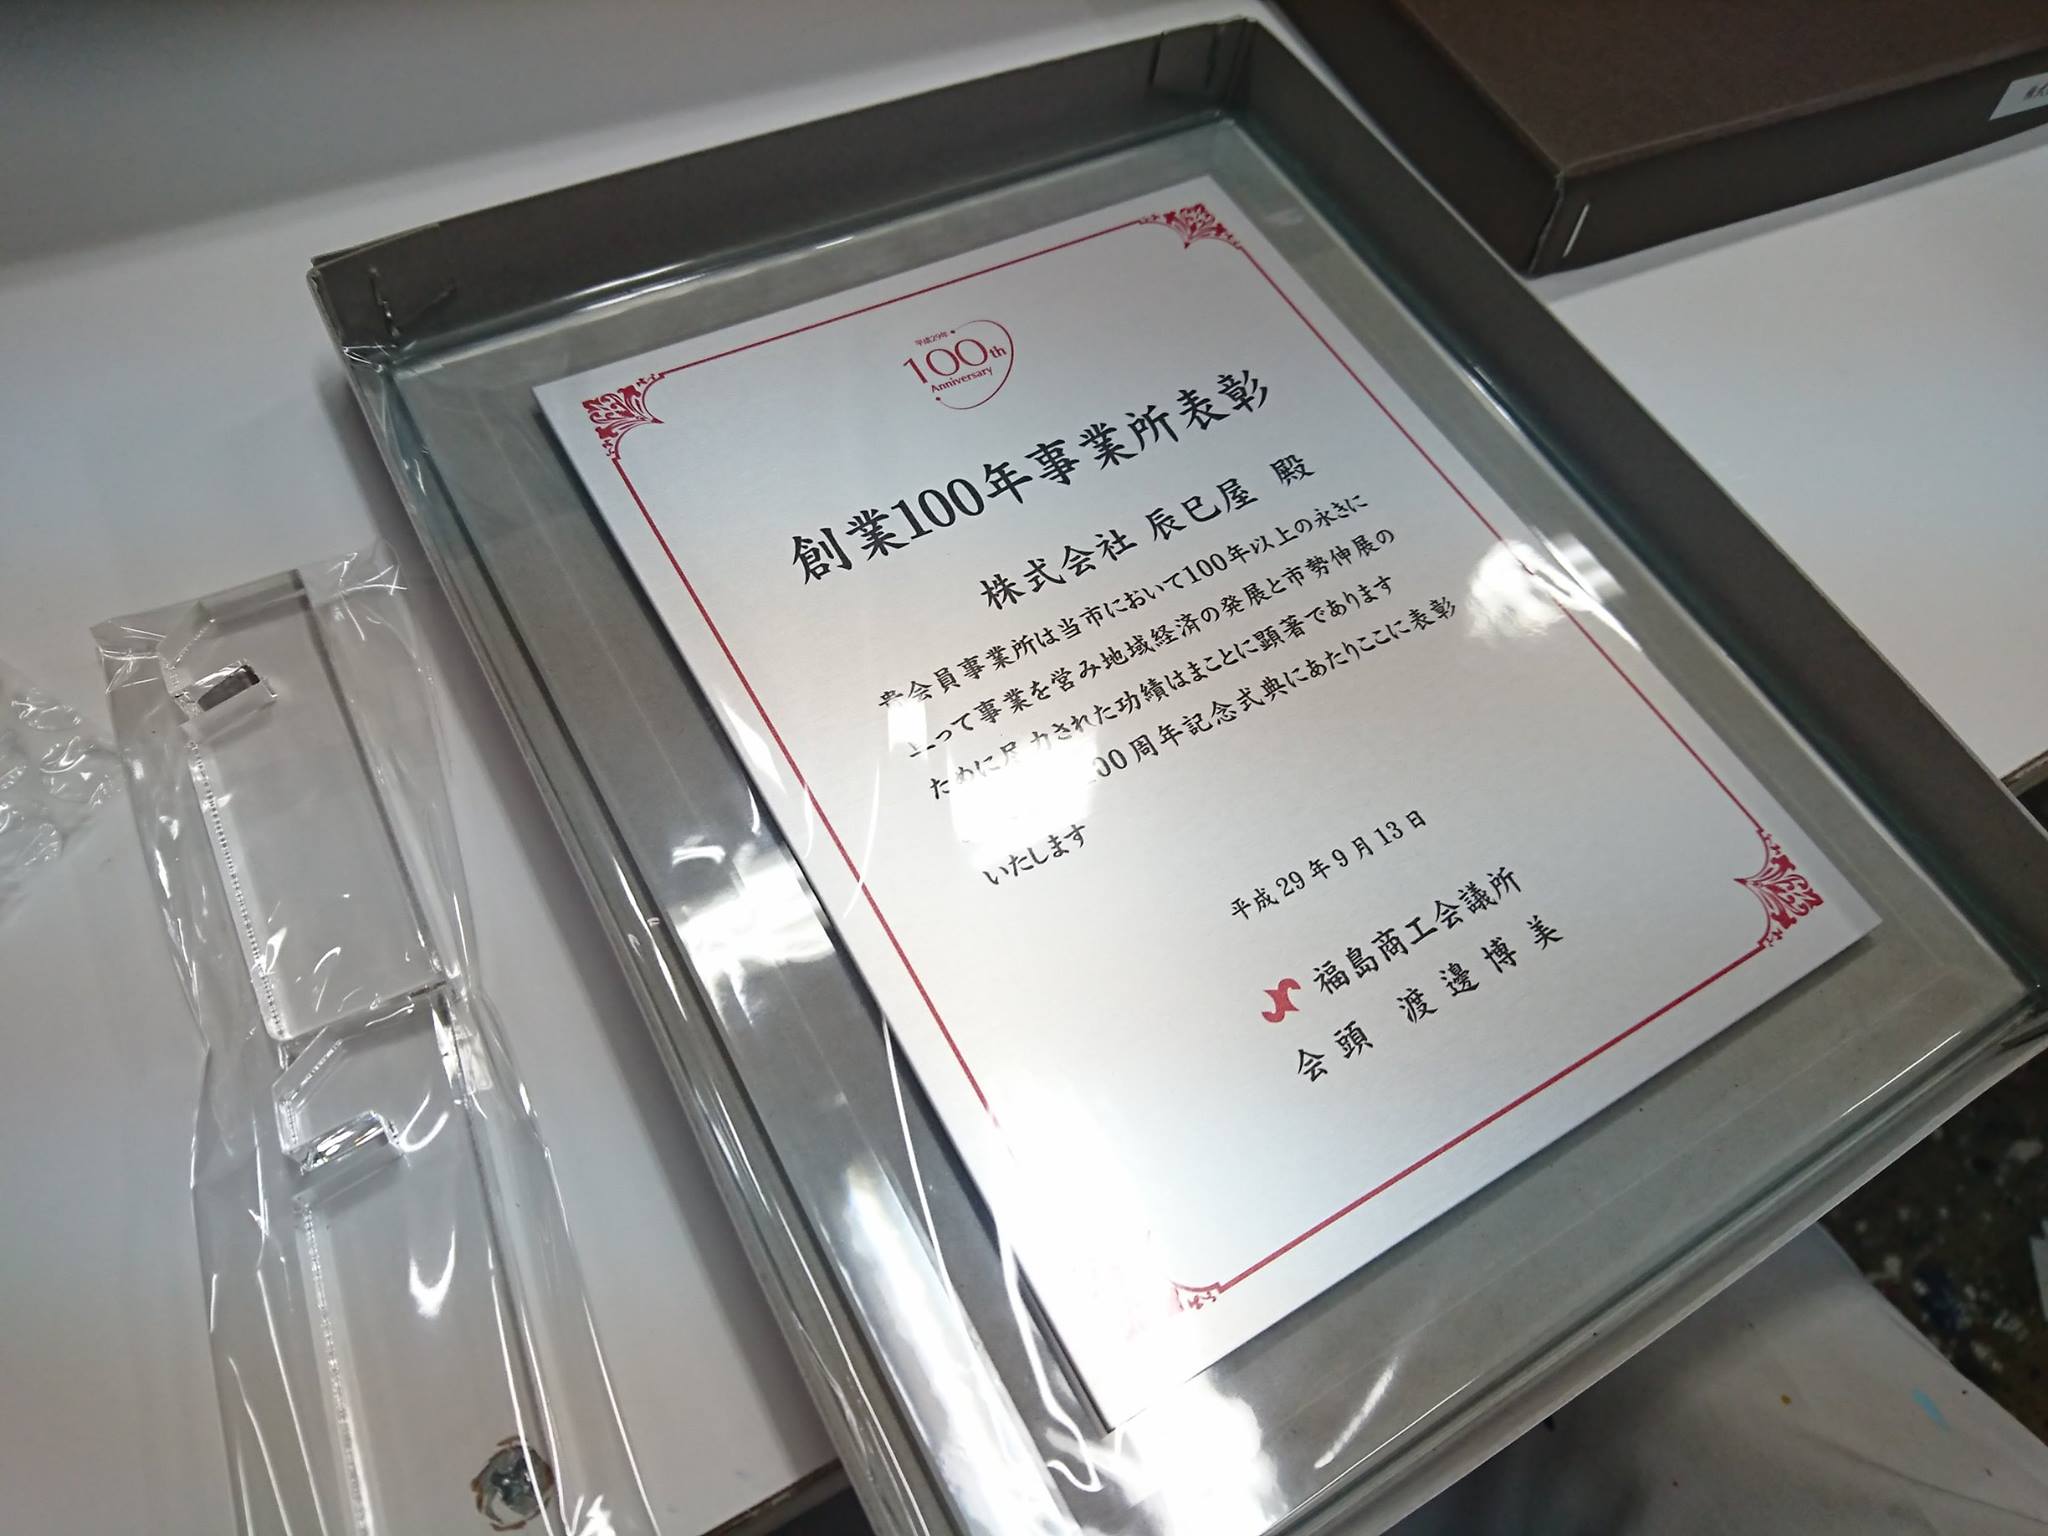 平成29年
100th
Anniversary
創業100年事業所表彰
株式会社 辰巳屋 殿
貴会員事業所は当市において100年以上の永きに
上って事業を営み地域経済の発展と市勢伸展の
ために尽力された功績はまことに顕著であります
00周年記念式典にあたりここに表彰
いたします
平成29年9月13日
福島商工会議所
会頭 渡邊博美
株式